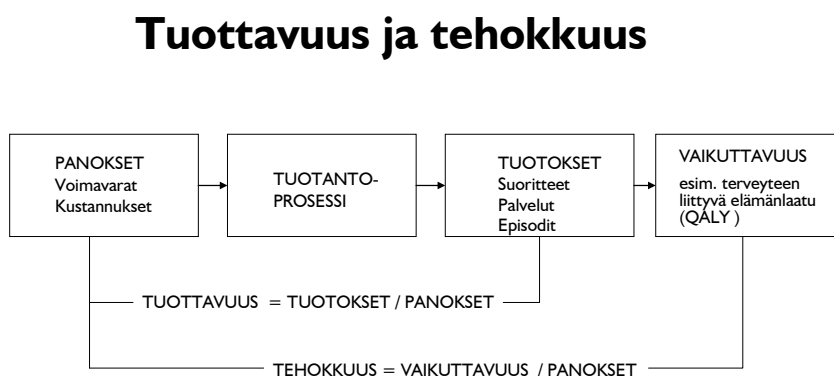 Tuottavuus ja tehokkuus
PANOKSET
Voimavarat
Kustannukset
TUOTANTO-
PROSESSI
TUOTOKSET
Suoritteet
Palvelut
Episodit
VAIKUTTAVUUS
esim. terveyteen
liittyvä elämänlaatu
(QALY )
TUOTTAVUUS = TUOTOKSET / PANOKSET
TEHOKKUUS = VAIKUTTAVUUS / PANOKSET